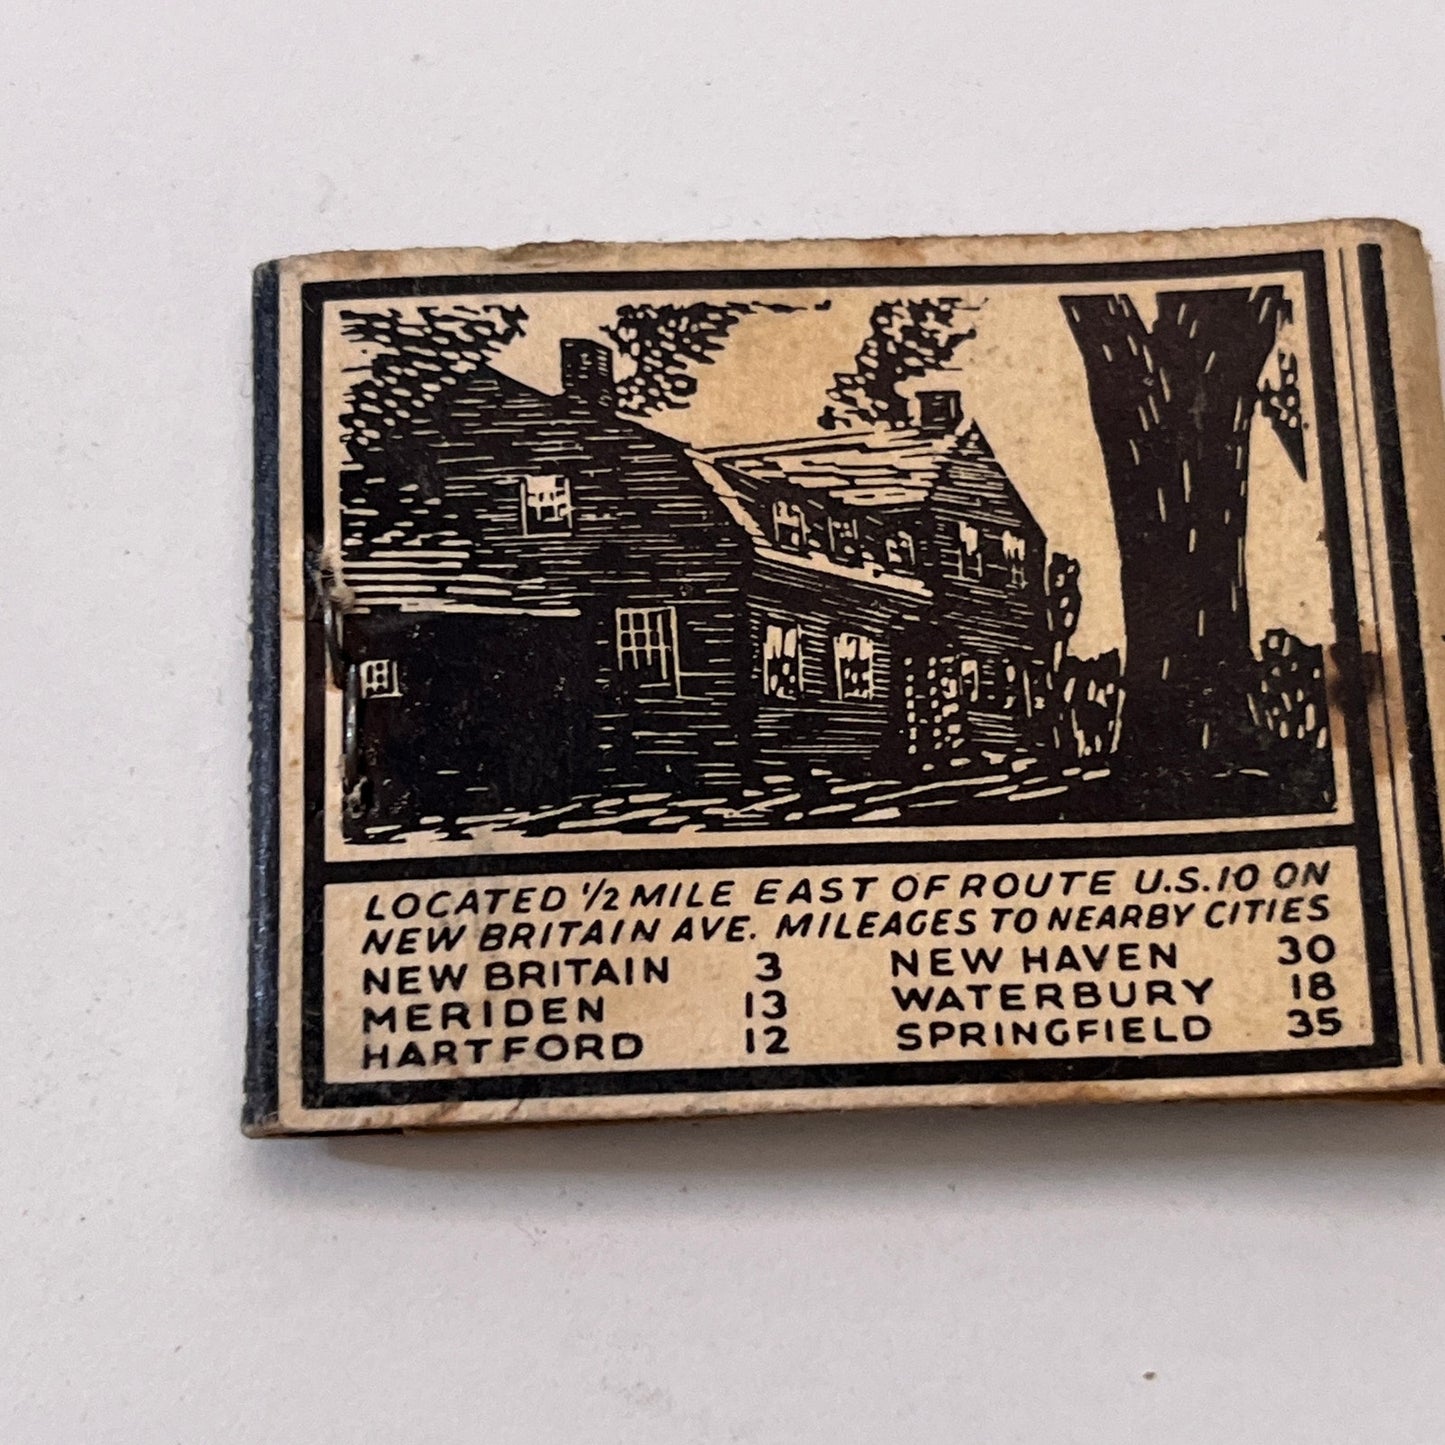 LOCATED 1/2 MILE EAST OF ROUTE U.S. 10 ON
NEW BRITAIN AVE. MILEAGES TO NEARBY CITIES
NEW BRITAIN 3 NEW HAVEN 30
MERIDEN 13 WATERBURY 18
HARTFORD 12 SPRINGFIELD 35